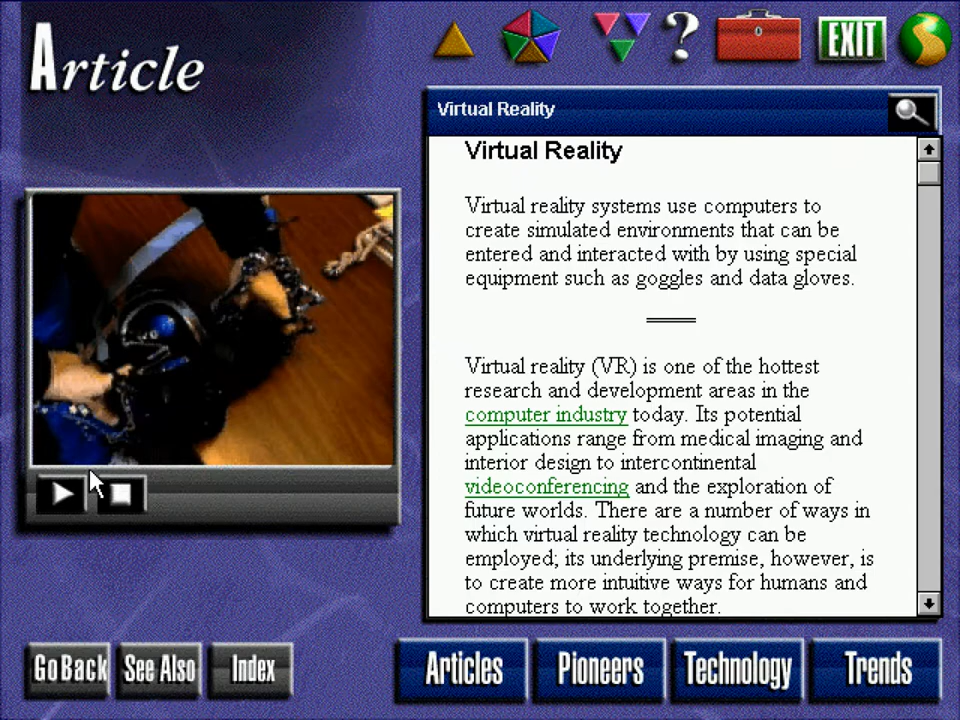 Article
?
EXIT
Virtual Reality
Virtual Reality
Virtual reality systems use computers to
create simulated environments that can be
entered and interacted with by using special
equipment such as goggles and data gloves.
Virtual reality (VR) is one of the hottest
research and development areas in the
computer industry today. Its potential
applications range from medical imaging and
interior design to intercontinental
videoconferencing and the exploration of
future worlds. There are a number of ways in
which virtual reality technology can be
employed; its underlying premise, however, is
to create more intuitive ways for humans and
computers to work together.
Go Back See Also Index Articles Pioneers Technology Trends